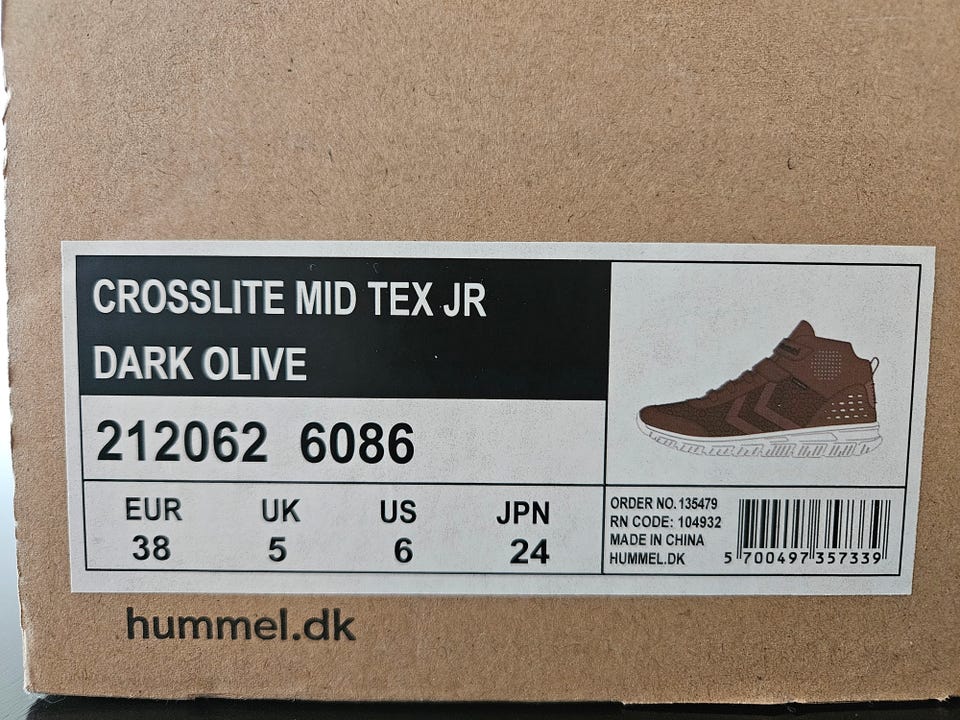 CROSSLITE MID TEX JR
DARK OLIVE
212062 6086
EUR UK US JPN
38 5 6 24
ORDER NO. 135479
RN CODE: 104932
MADE IN CHINA
HUMMEL.DK
5 700497 357339
hummel.dk